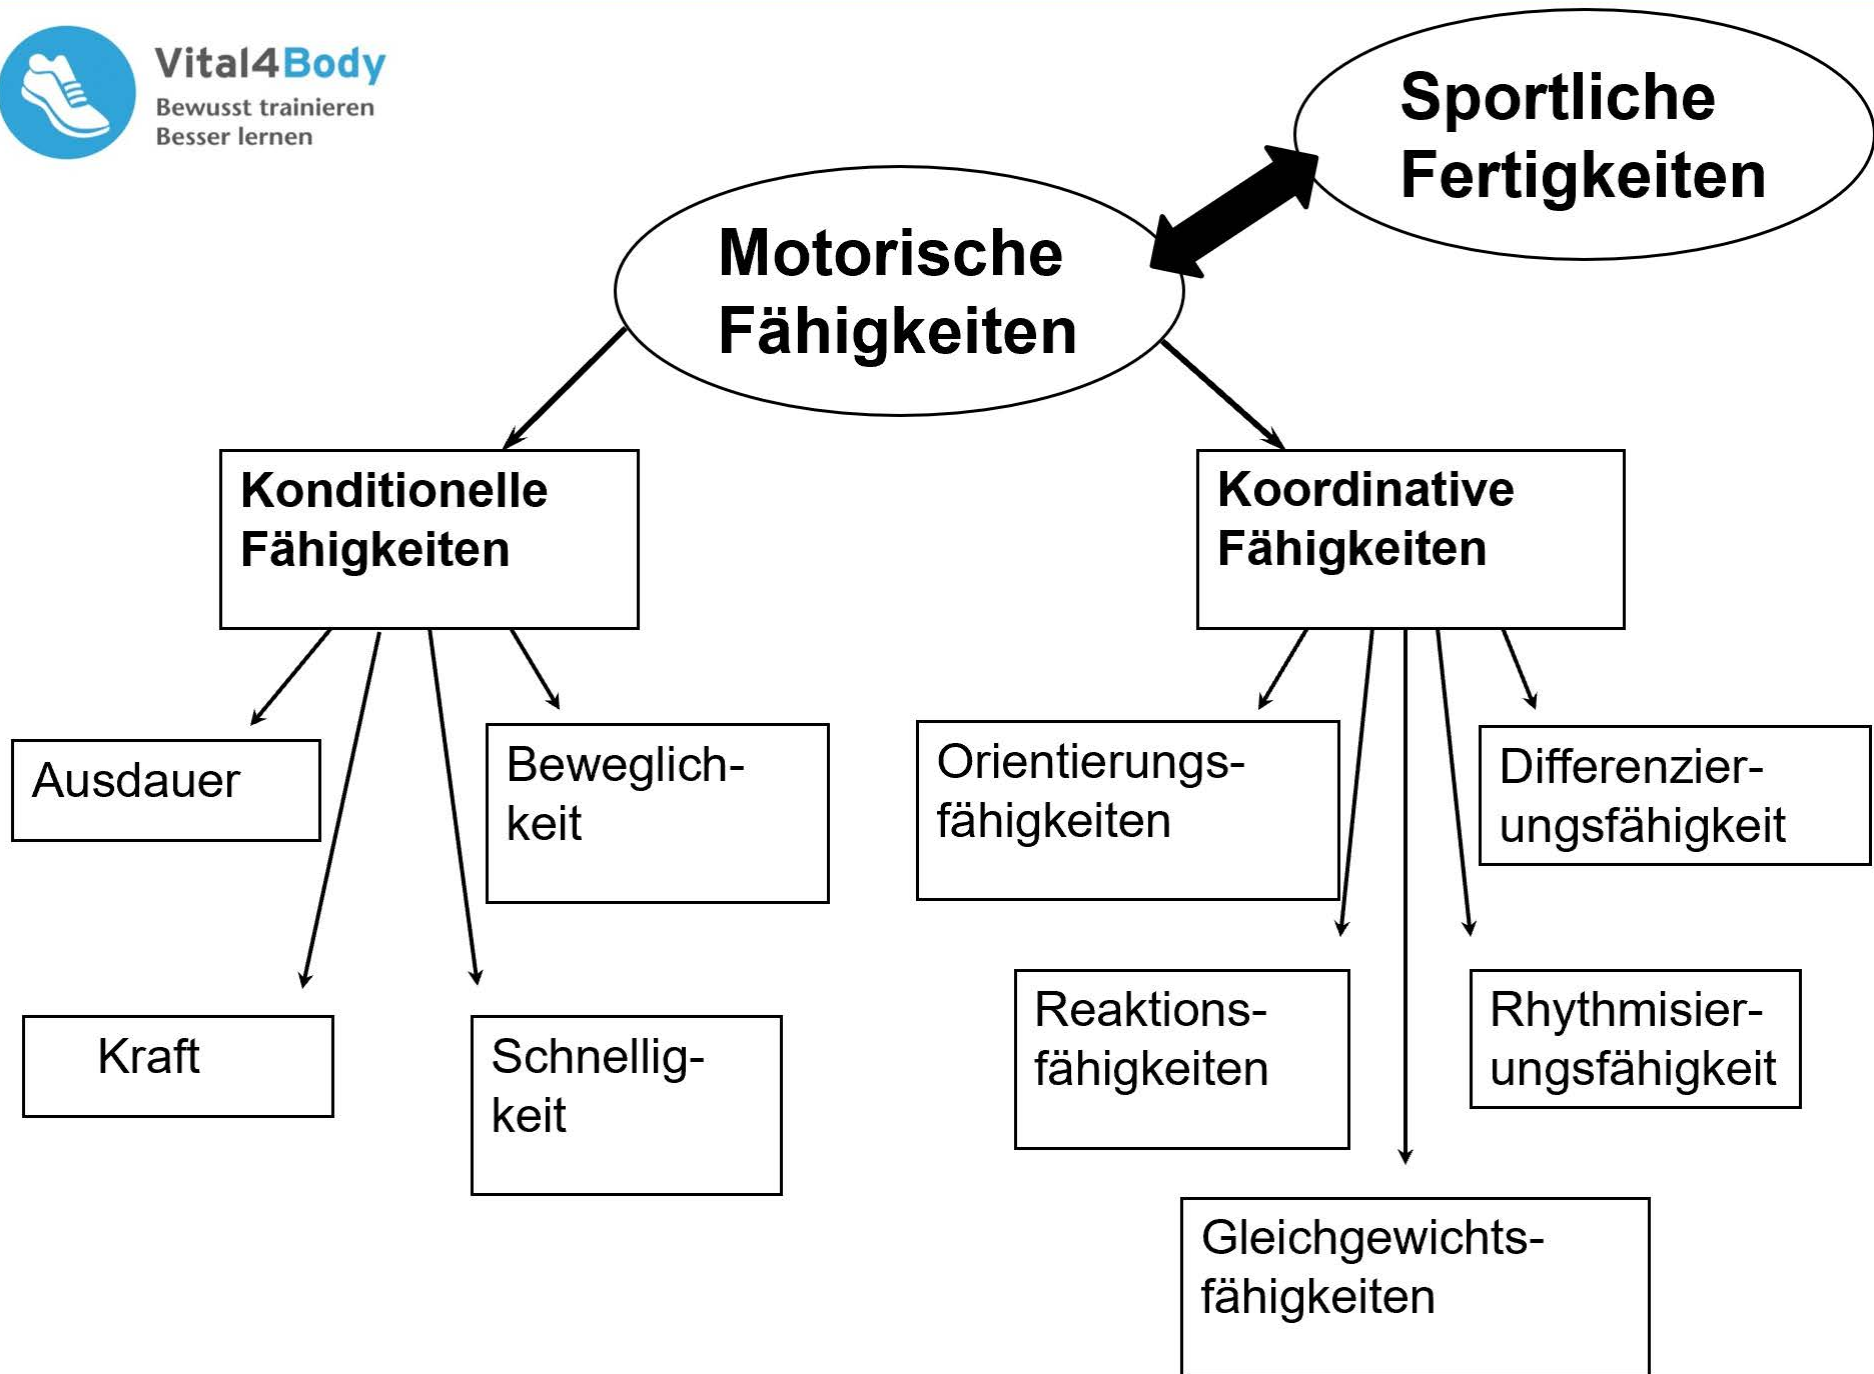 Vital4Body
Bewusst trainieren
Besser lernen
Sportliche
Fertigkeiten
Motorische
Fähigkeiten
Konditionelle
Fähigkeiten
Koordinative
Fähigkeiten
Ausdauer
Beweglich-
keit
Orientierungs-
fähigkeiten
Differenzier-
ungsfähigkeit
Kraft
Schnellig-
keit
Reaktions-
fähigkeiten
Rhythmisier-
ungsfähigkeit
Gleichgewichts-
fähigkeiten